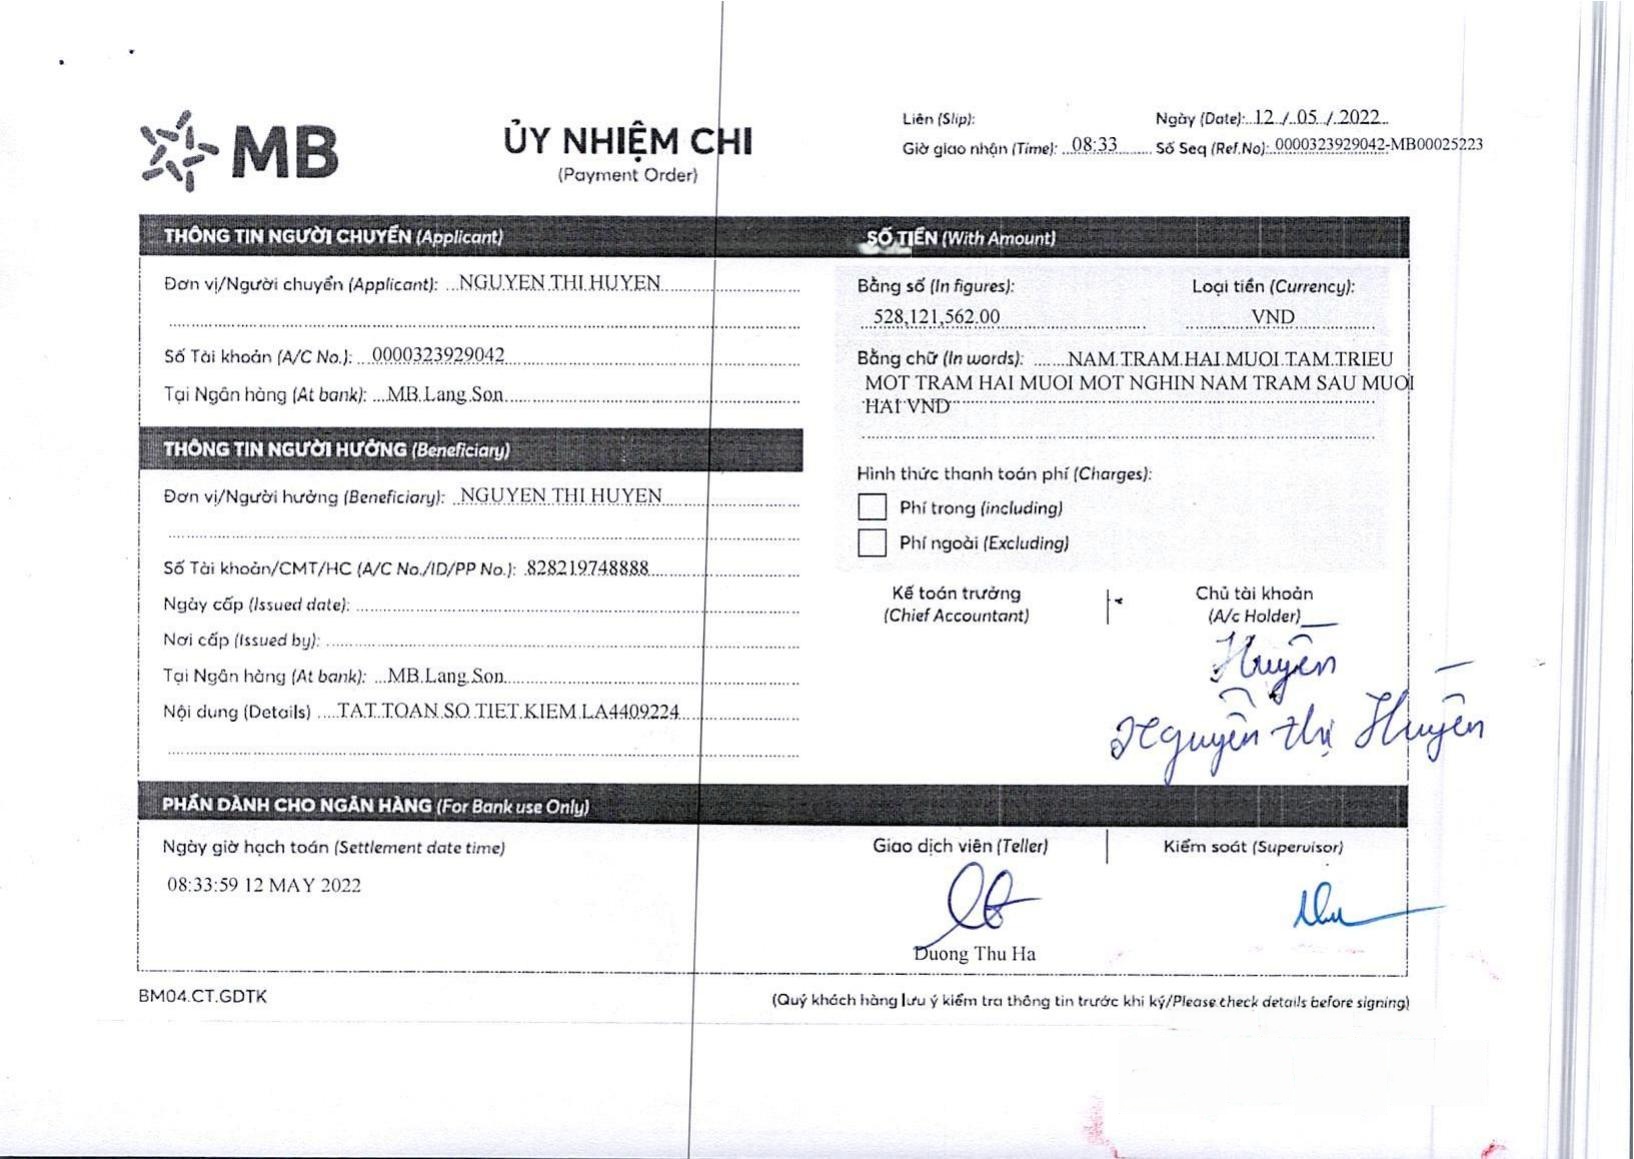 MB
ỦY NHIỆM CHI
(Payment Order)
Liên (Slip):
Ngày (Date): 12 / 05 / 2022
Giờ giao nhận (Time): 08:33
Số Seq (Ref.No): 0000323929042-MB00025223
THÔNG TIN NGƯỜI CHUYỂN (Applicant)
Đơn vị/Người chuyển (Applicant): NGUYEN THI HUYEN
Số Tài khoản (A/C No.): 0000323929042
Tại Ngân hàng (At bank): MB Lang Son
THÔNG TIN NGƯỜI HƯỞNG (Beneficiary)
Đơn vị/Người hưởng (Beneficiary): NGUYEN THI HUYEN
Số Tài khoản/CMT/HC (A/C No./ID/PP No.): 828219748888
Ngày cấp (Issued date):
Nơi cấp (Issued by):
Tại Ngân hàng (At bank): MB Lang Son
Nội dung (Details) TAT TOAN SO TIET KIEM LA4409224
SỐ TIỀN (With Amount)
Bằng số (In figures):
Loại tiền (Currency):
528,121,562.00
VND
Bằng chữ (In words): NAM TRAM HAI MUOI TAM TRIEU
MOT TRAM HAI MUOI MOT NGHIN NAM TRAM SAU MUOI
HAI VND
Hình thức thanh toán phí (Charges):
Phí trong (including)
Phí ngoài (Excluding)
Kế toán trưởng
(Chief Accountant)
Chủ tài khoản
(A/c Holder)
Huyền
Nguyễn Thị Huyền
PHẦN DÀNH CHO NGÂN HÀNG (For Bank use Only)
Ngày giờ hạch toán (Settlement date time)
08:33:59 12 MAY 2022
Giao dịch viên (Teller)
Duong Thu Ha
Kiểm soát (Supervisor)
BM04.CT.GDTK
(Quý khách hàng lưu ý kiểm tra thông tin trước khi ký/Please check details before signing)